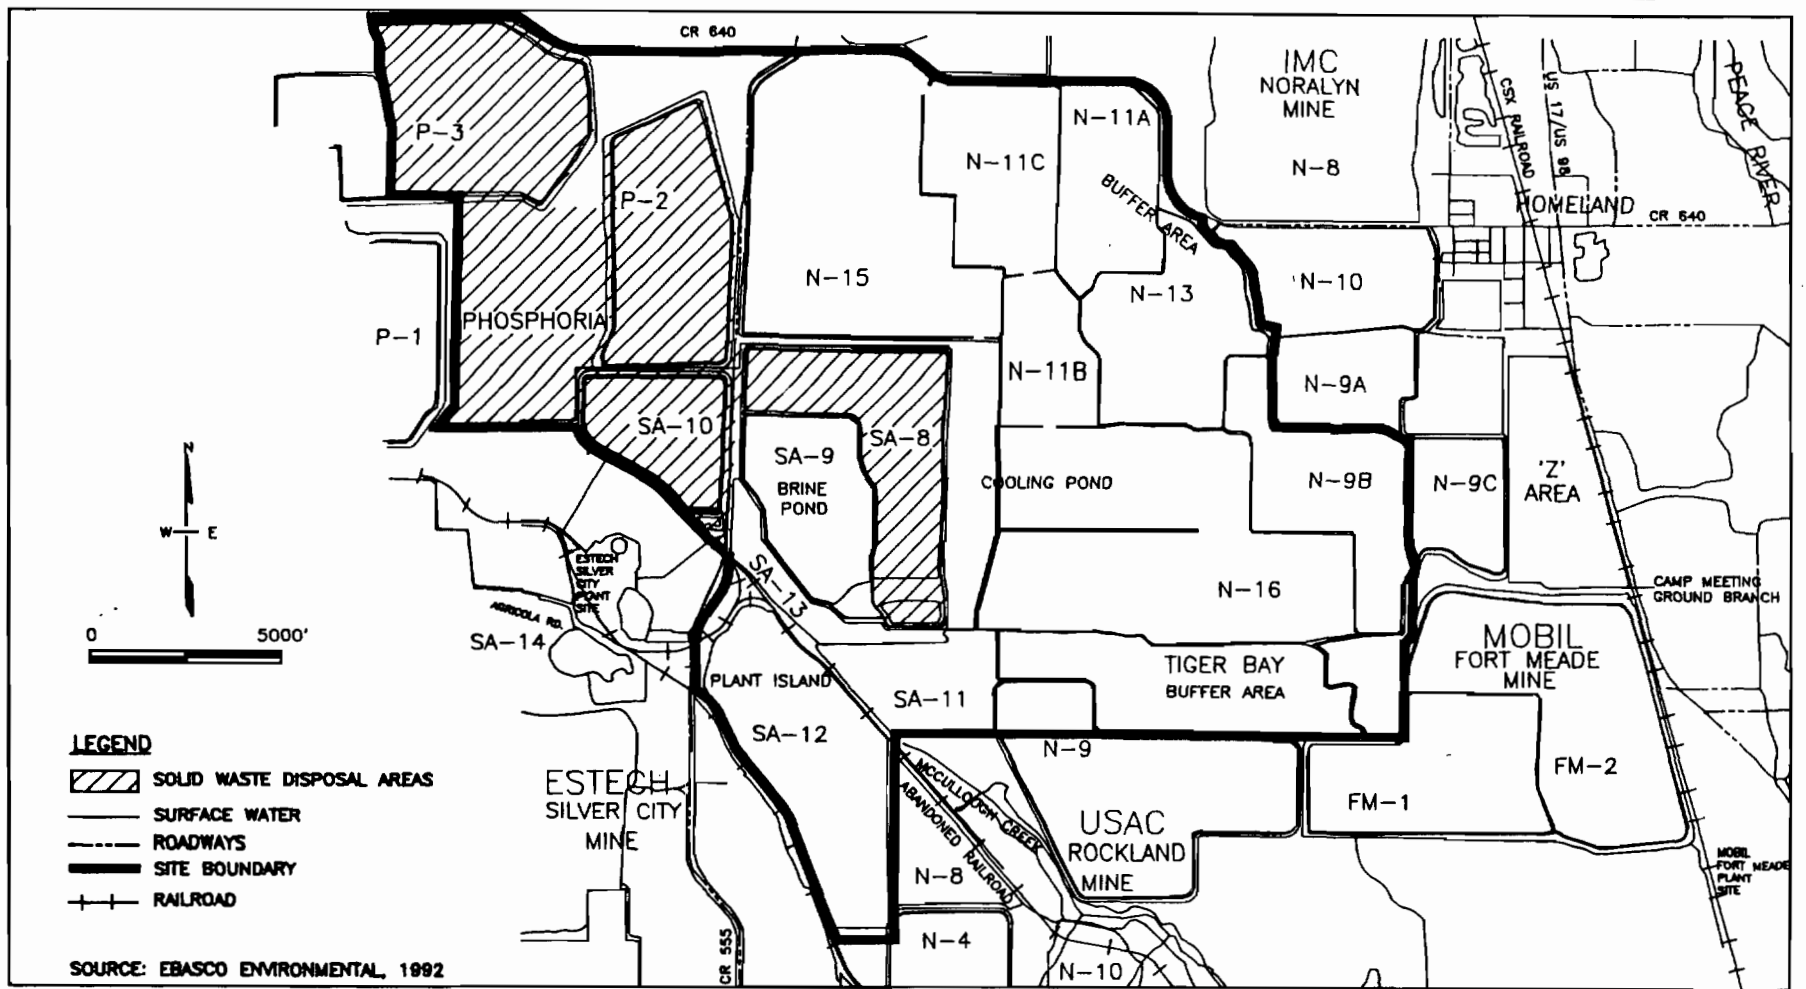 CR 640
IMC
NORALYN
MINE
N-8
CSX RAILROAD
US 17/US 98
PEACE RIVER
P-3
N-11A
N-11C
P-2
BUFFER AREA
HOMELAND
CR 640
N-15
N-13
N-10
PHOSPHORIA
P-1
N-11B
N-9A
SA-10
SA-8
SA-9
BRINE
POND
COOLING POND
N-9B
N-9C
'Z'
AREA
N
W E
ESTECH
SILVER
CITY
PLANT
SITE
SA-13
N-16
CAMP MEETING
GROUND BRANCH
AGRICOLA RD.
SA-14
0 5000'
MOBIL
FORT MEADE
MINE
TIGER BAY
BUFFER AREA
PLANT ISLAND
SA-11
SA-12
N-9
FM-2
FM-1
MCCULLOUGH CREEK
ABANDONED RAILROAD
USAC
ROCKLAND
MINE
ESTECH
SILVER CITY
MINE
MOBIL
FORT MEADE
PLANT
SITE
N-8
N-4
N-10
CR 555
LEGEND
SOLID WASTE DISPOSAL AREAS
SURFACE WATER
ROADWAYS
SITE BOUNDARY
RAILROAD
SOURCE: EBASCO ENVIRONMENTAL, 1992